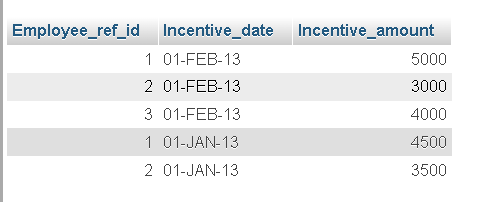 Employee_ref_id Incentive_date Incentive_amount
1 01-FEB-13 5000
2 01-FEB-13 3000
3 01-FEB-13 4000
1 01-JAN-13 4500
2 01-JAN-13 3500